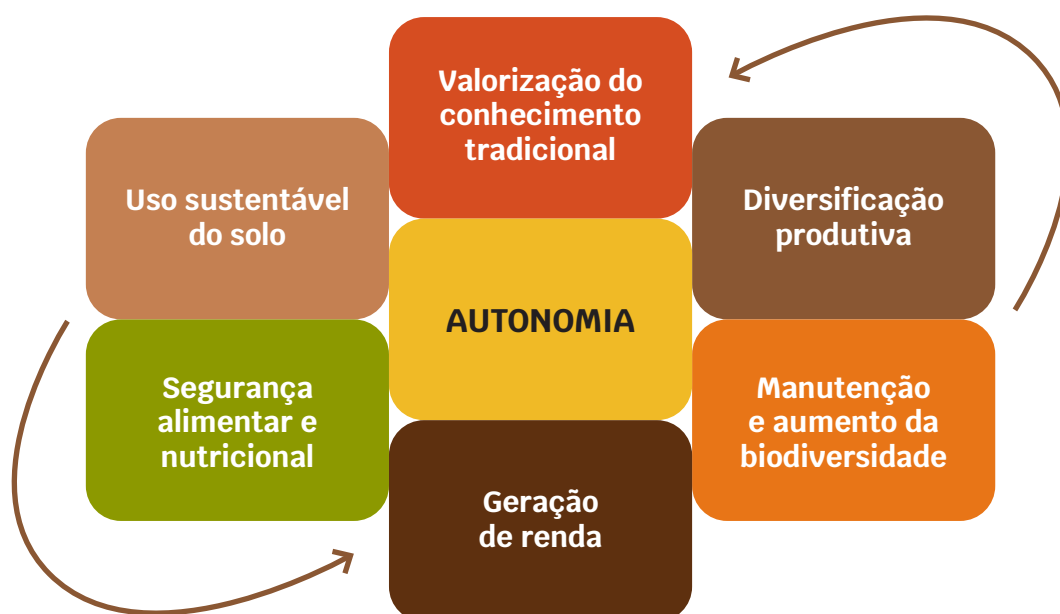 Valorização do
conhecimento
tradicional
Uso sustentável
do solo
Diversificação
produtiva
AUTONOMIA
Segurança
alimentar e
nutricional
Manutenção
e aumento da
biodiversidade
Geração
de renda